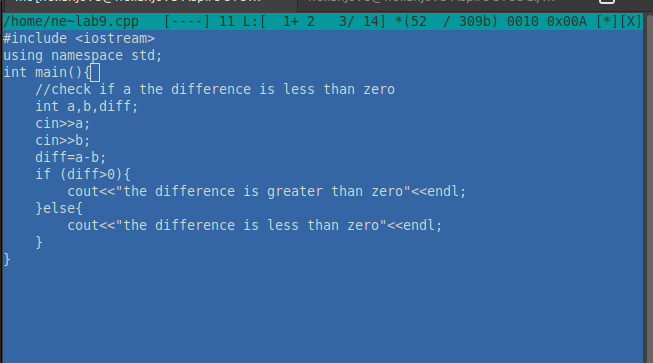 /home/ne~lab9.cpp   [----] 11 L:[  1+ 2   3/ 14] *(52  / 309b) 0010 0x00A [*][X]
#include <iostream>
using namespace std;
int main(){
    //check if a the difference is less than zero
    int a,b,diff;
    cin>>a;
    cin>>b;
    diff=a-b;
    if (diff>0){
        cout<<"the difference is greater than zero"<<endl;
    }else{
        cout<<"the difference is less than zero"<<endl;
    }
}